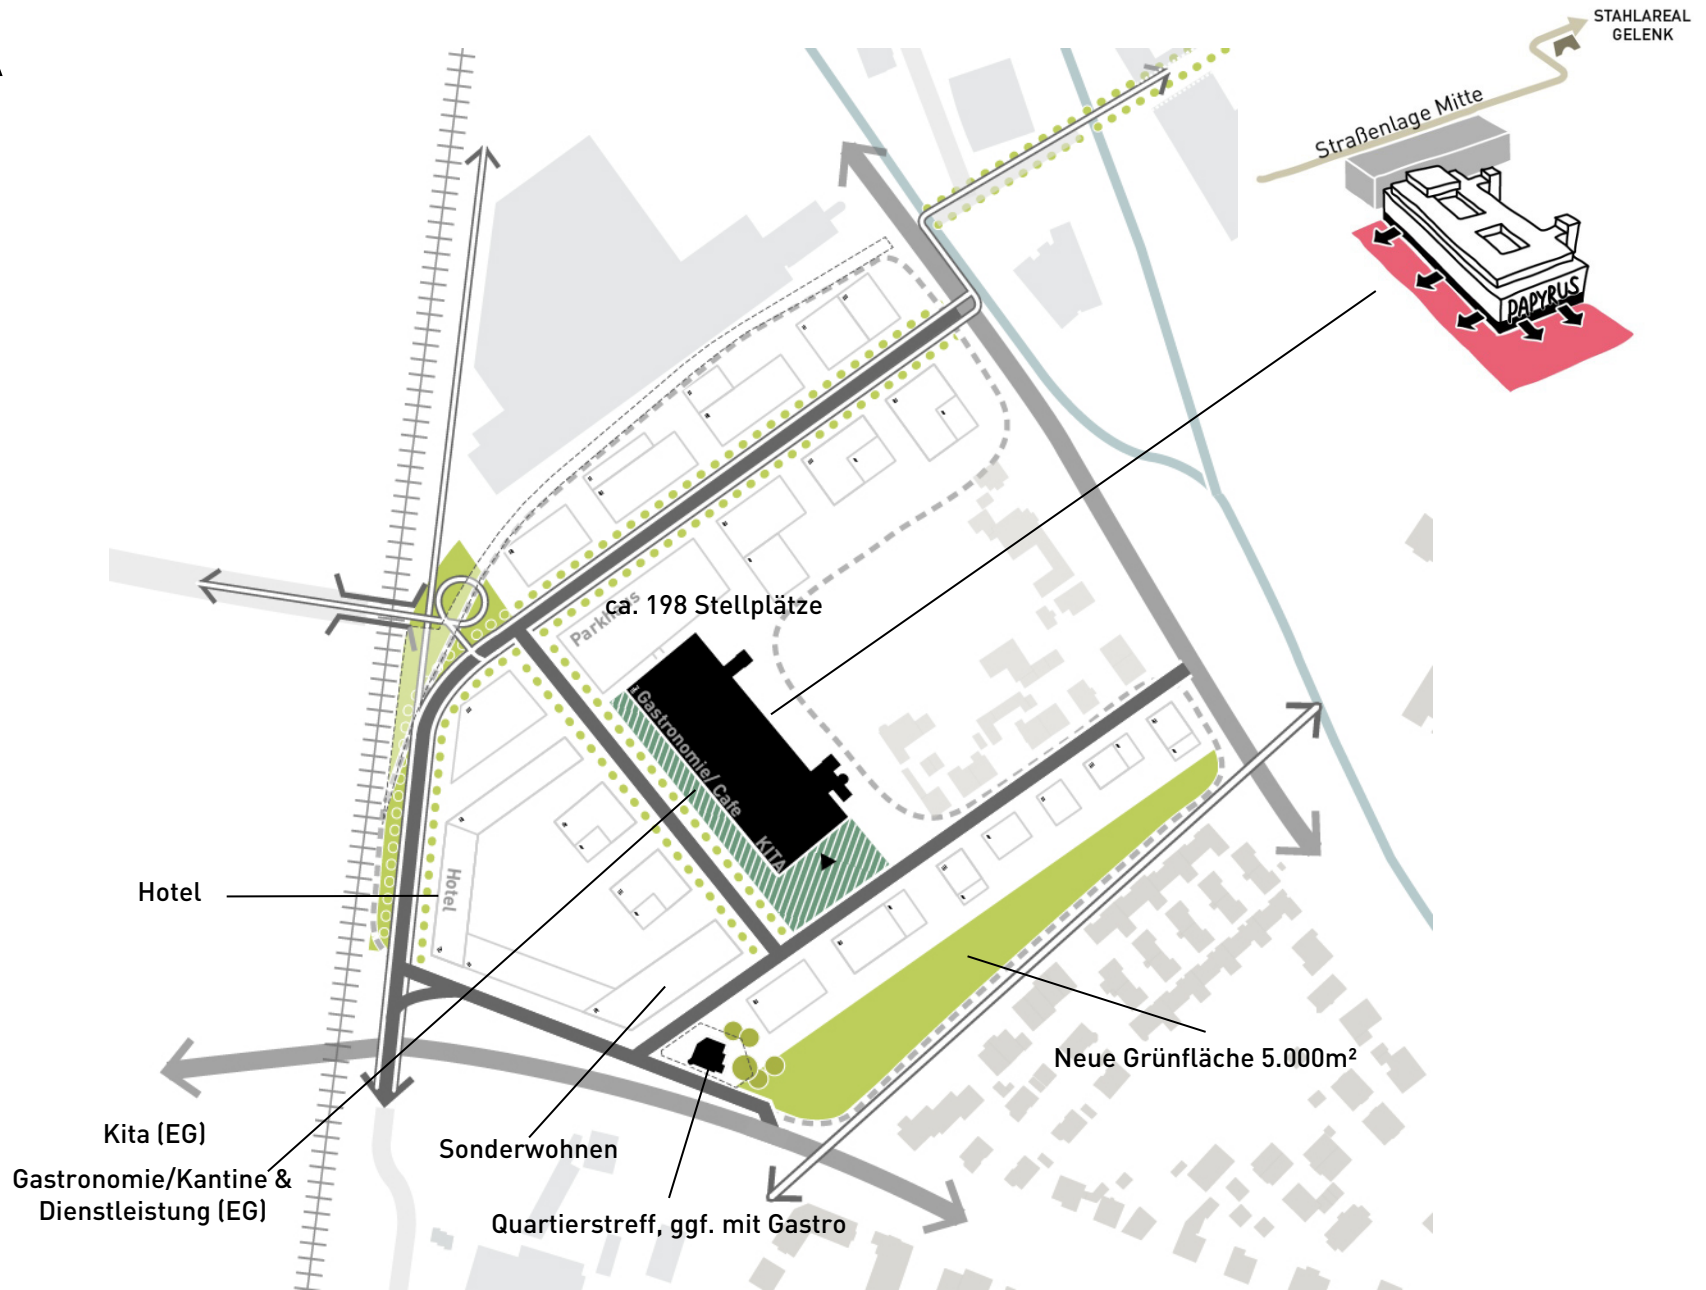 STAHLAREAL
GELENK
Straßenlage Mitte
PAPYRUS
ca. 198 Stellplätze
Parkhaus
Gastronomie/ Cafe
KITA
Hotel
Hotel
Neue Grünfläche 5.000m²
Kita (EG)
Gastronomie/Kantine &
Dienstleistung (EG)
Sonderwohnen
Quartierstreff, ggf. mit Gastro